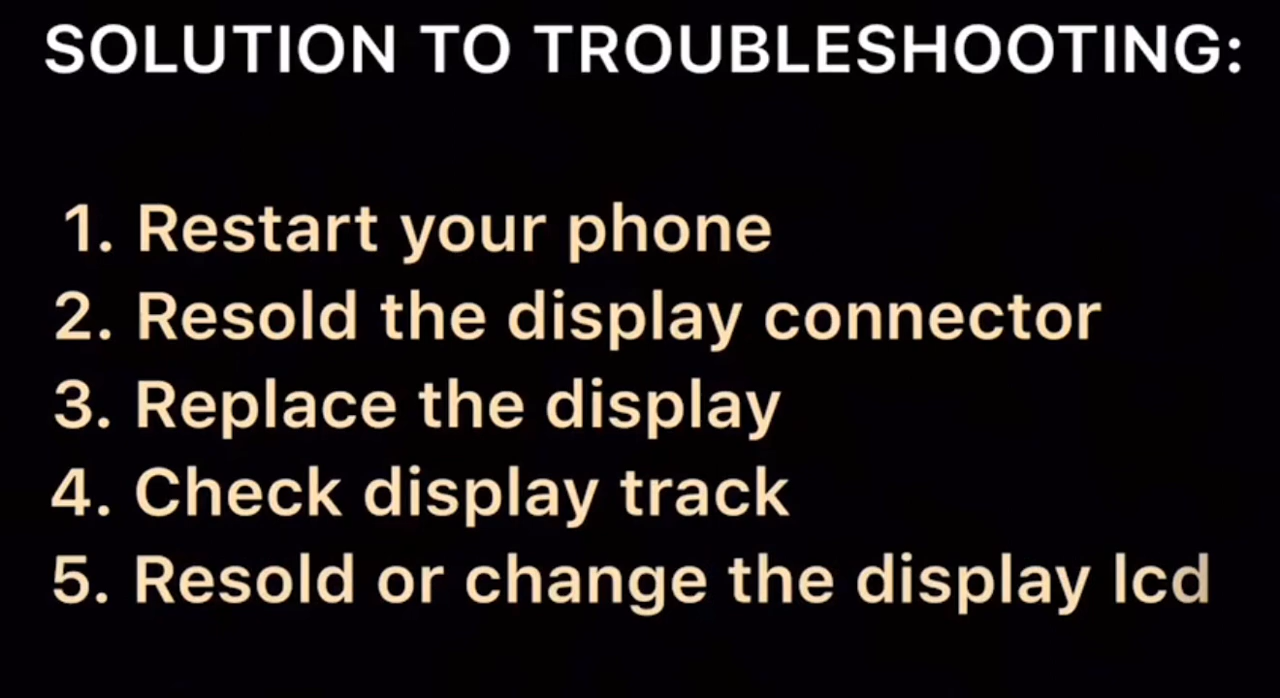 SOLUTION TO TROUBLESHOOTING:
1. Restart your phone
2. Resold the display connector
3. Replace the display
4. Check display track
5. Resold or change the display lcd